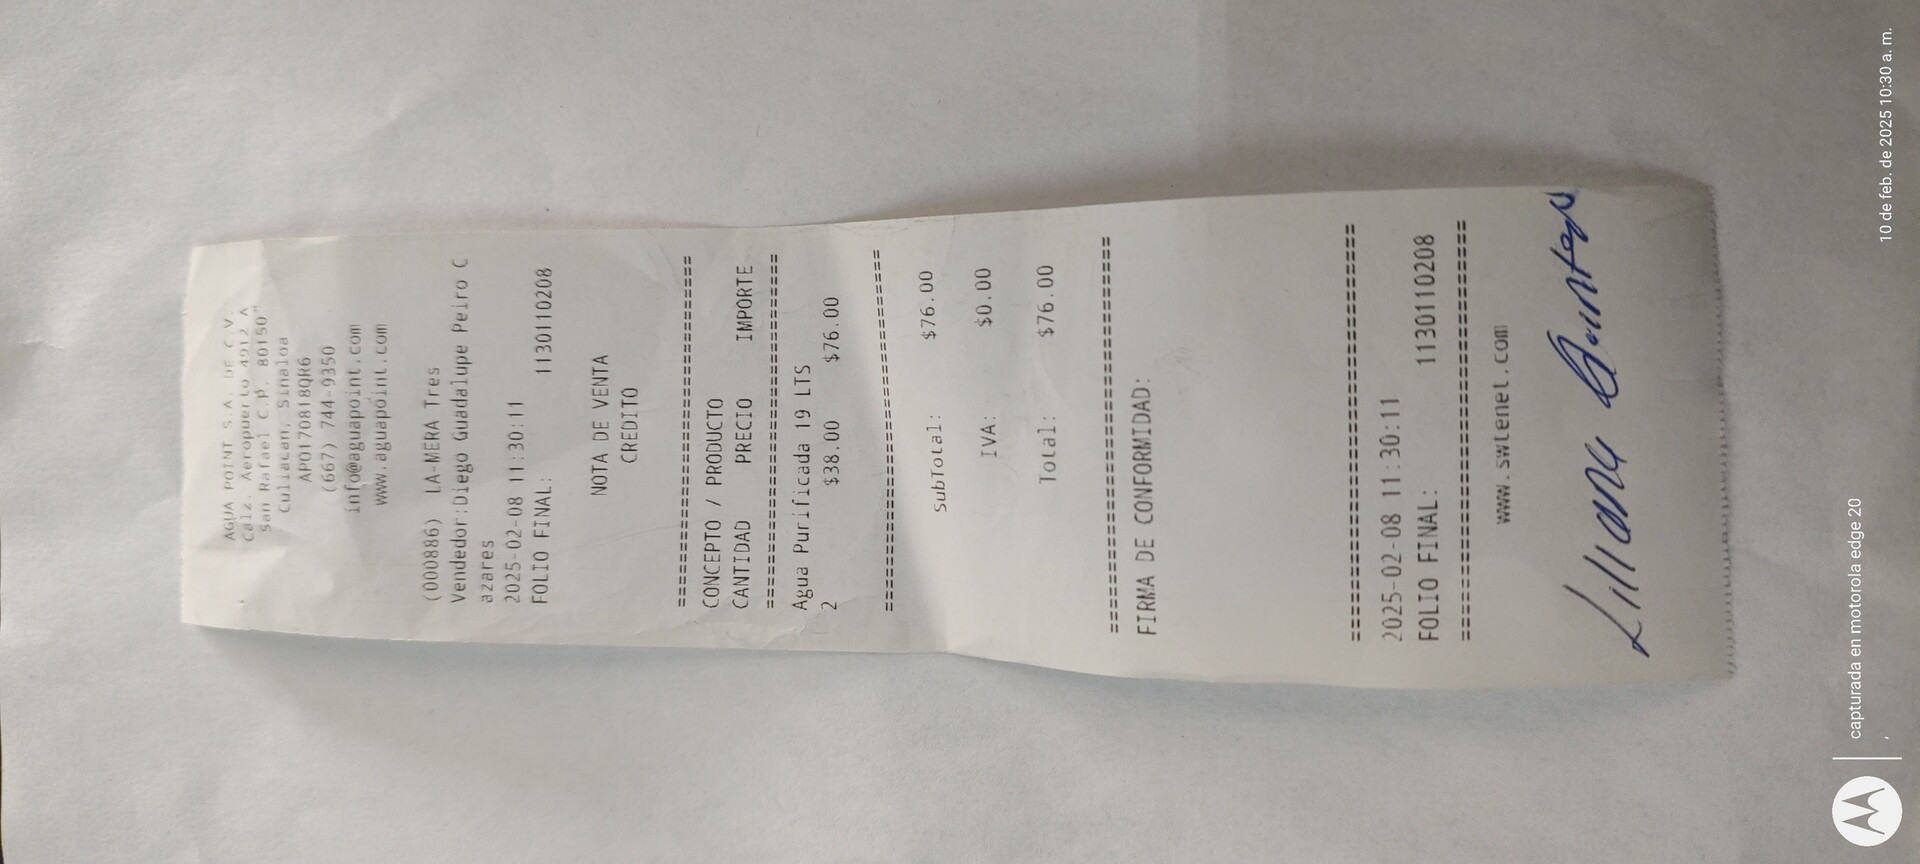 AGUA POINT S.A. DE C.V.
Calz. Aeropuerto 4912 A
San Rafael C.P. 80150"
Culiacan, Sinaloa
APO170818QR6
(667) 744-9350
info@aguapoint.com
www.aguapoint.com
(000886) LA-MERA Tres
Vendedor:Diego Guadalupe Peiro C
azares
2025-02-08 11:30:11
FOLIO FINAL: 1130110208
NOTA DE VENTA
CREDITO
================================
CONCEPTO / PRODUCTO
CANTIDAD PRECIO IMPORTE
================================
Agua Purificada 19 LTS
2 $38.00 $76.00
================================
SubTotal: $76.00
IVA: $0.00
Total: $76.00
================================
FIRMA DE CONFORMIDAD:
================================
2025-02-08 11:30:11
FOLIO FINAL: 1130110208
================================
www.swtenet.com
Liliana
capturada en motorola edge 20
10 de feb. de 2025 10:30 a. m.